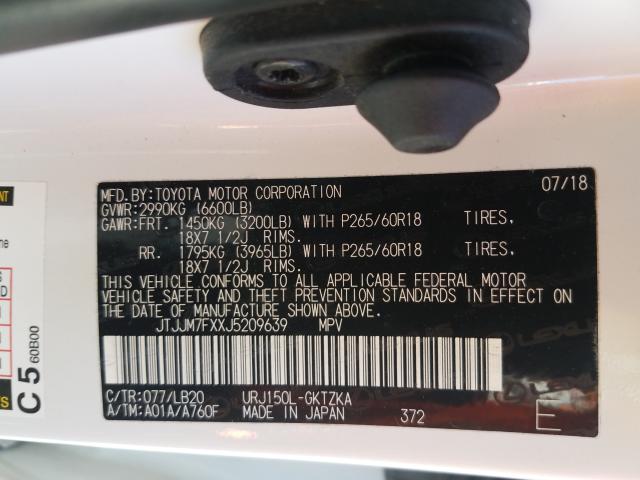 07/18
MFD.BY:TOYOTA MOTOR CORPORATION
GVWR:2990KG (6600LB)
GAWR:FRT. 1450KG (3200LB) WITH P265/60R18 TIRES,
18X7 1/2J RIMS.
RR. 1795KG (3965LB) WITH P265/60R18 TIRES,
18X7 1/2J RIMS.
THIS VEHICLE CONFORMS TO ALL APPLICABLE FEDERAL MOTOR
VEHICLE SAFETY AND THEFT PREVENTION STANDARDS IN EFFECT ON
THE DATE OF MANUFACTURE SHOWN ABOVE.
JTJJM7FXXJ5209639 MPV
C/TR:077/LB20 URJ150L-GKTZKA
A/TM:A01A/A760F MADE IN JAPAN 372 E
C 5 60B00